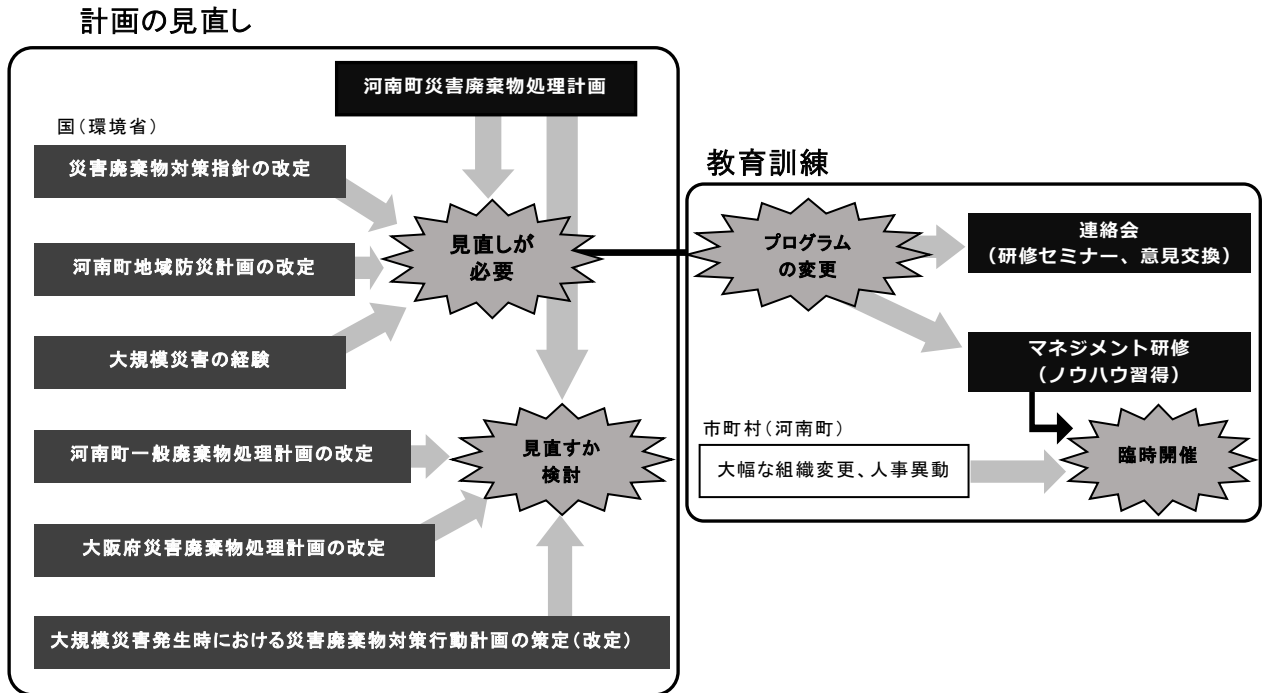 計画の見直し
河南町災害廃棄物処理計画
国（環境省）
災害廃棄物対策指針の改定
河南町地域防災計画の改定
大規模災害の経験
見直しが
必要
河南町一般廃棄物処理計画の改定
大阪府災害廃棄物処理計画の改定
大規模災害発生時における災害廃棄物対策行動計画の策定（改定）
見直すか
検討
教育訓練
プログラム
の変更
連絡会
（研修セミナー、意見交換）
マネジメント研修
（ノウハウ習得）
市町村（河南町）
大幅な組織変更、人事異動
臨時開催